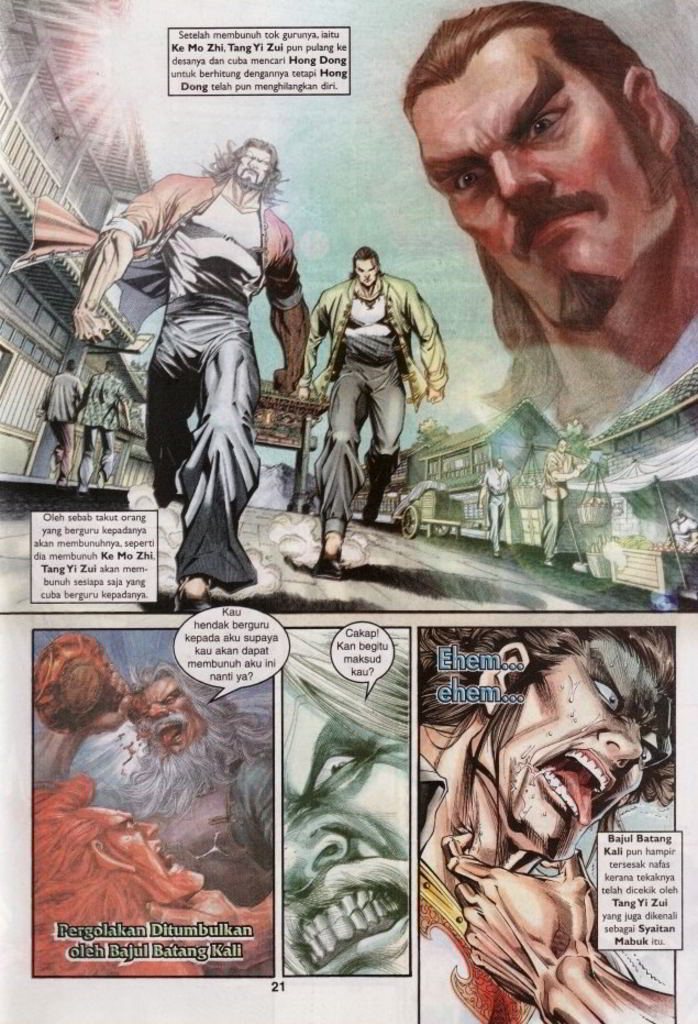 Setelah membunuh tok gurunya, iaitu
Ke Mo Zhi, Tang Yi Zui pun pulang ke
desanya dan cuba mencari Hong Dong
untuk berhitung dengannya tetapi Hong
Dong telah pun menghilangkan diri.
Oleh sebab takut orang
yang berguru kepadanya
akan membunuhnya, seperti
dia membunuh Ke Mo Zhi,
Tang Yi Zui akan mem-
bunuh sesiapa saja yang
cuba berguru kepadanya.
Kau
hendak berguru
kepada aku supaya
kau akan dapat
membunuh aku ini
nanti ya?
Pergolakan Ditumbulkan
oleh Bajul Batang Kali
Cakap!
Kan begitu
maksud
kau?
Ehem...
ehem...
Bajul Batang
Kali pun hampir
tersesak nafas
kerana tekaknya
telah dicekik oleh
Tang Yi Zui
yang juga dikenali
sebagai Syaitan
Mabuk itu.
21